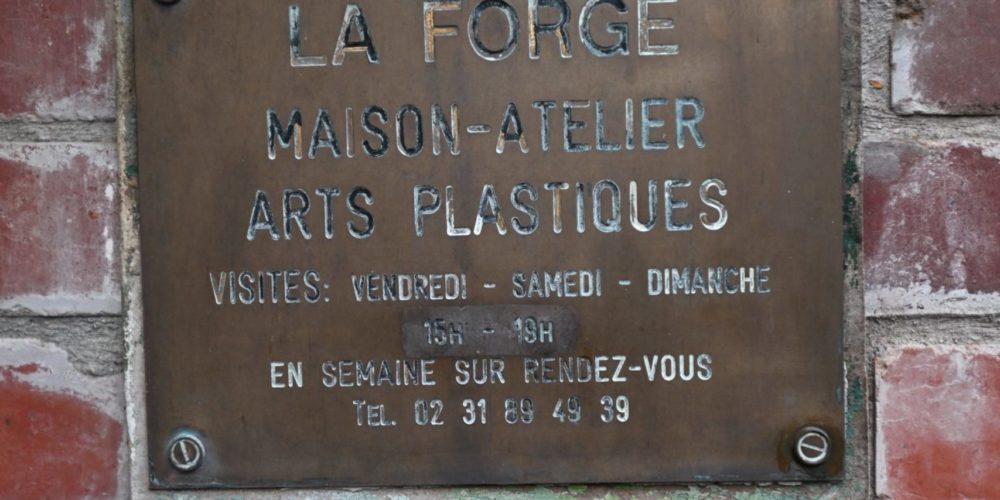 LA FORGE
MAISON-ATELIER
ARTS PLASTIQUES
VISITES: VENDREDI - SAMEDI - DIMANCHE
15H - 19H
EN SEMAINE SUR RENDEZ-VOUS
TEL. 02 31 89 49 39